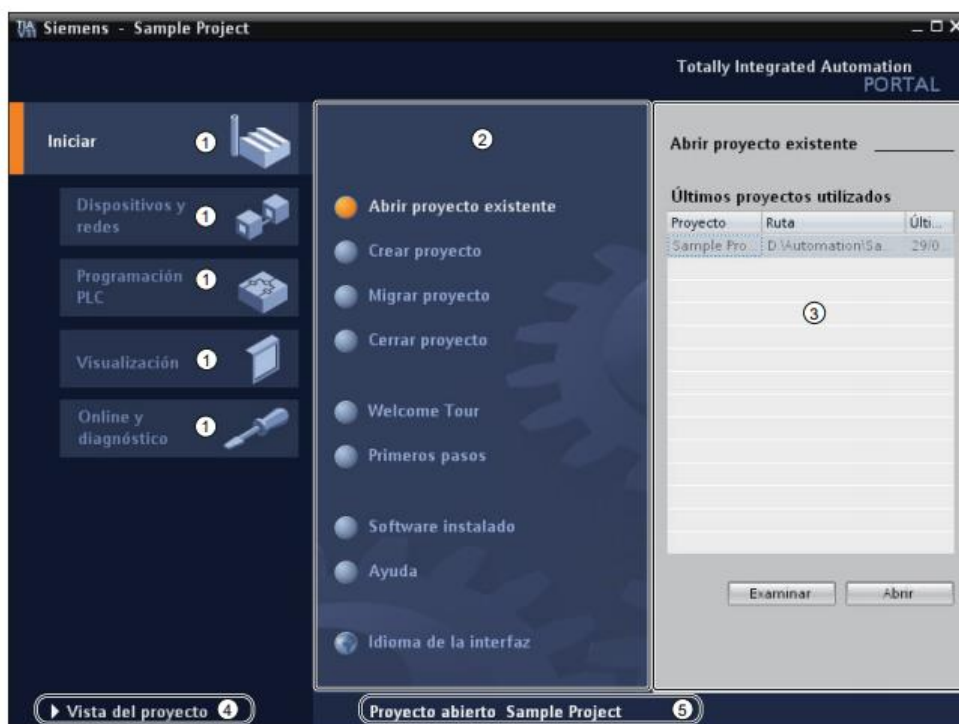 Siemens - Sample Project
Totally Integrated Automation
PORTAL
Iniciar 1
Dispositivos y
redes 1
Programación
PLC 1
Visualización 1
Online y
diagnóstico 1
2
Abrir proyecto existente
Crear proyecto
Migrar proyecto
Cerrar proyecto
Welcome Tour
Primeros pasos
Software instalado
Ayuda
Idioma de la interfaz
Abrir proyecto existente
Últimos proyectos utilizados
Proyecto Ruta Últi...
Sample Pro... D:\Automation\Sa... 29/0...
3
Examinar Abrir
Vista del proyecto 4
Proyecto abierto Sample Project 5